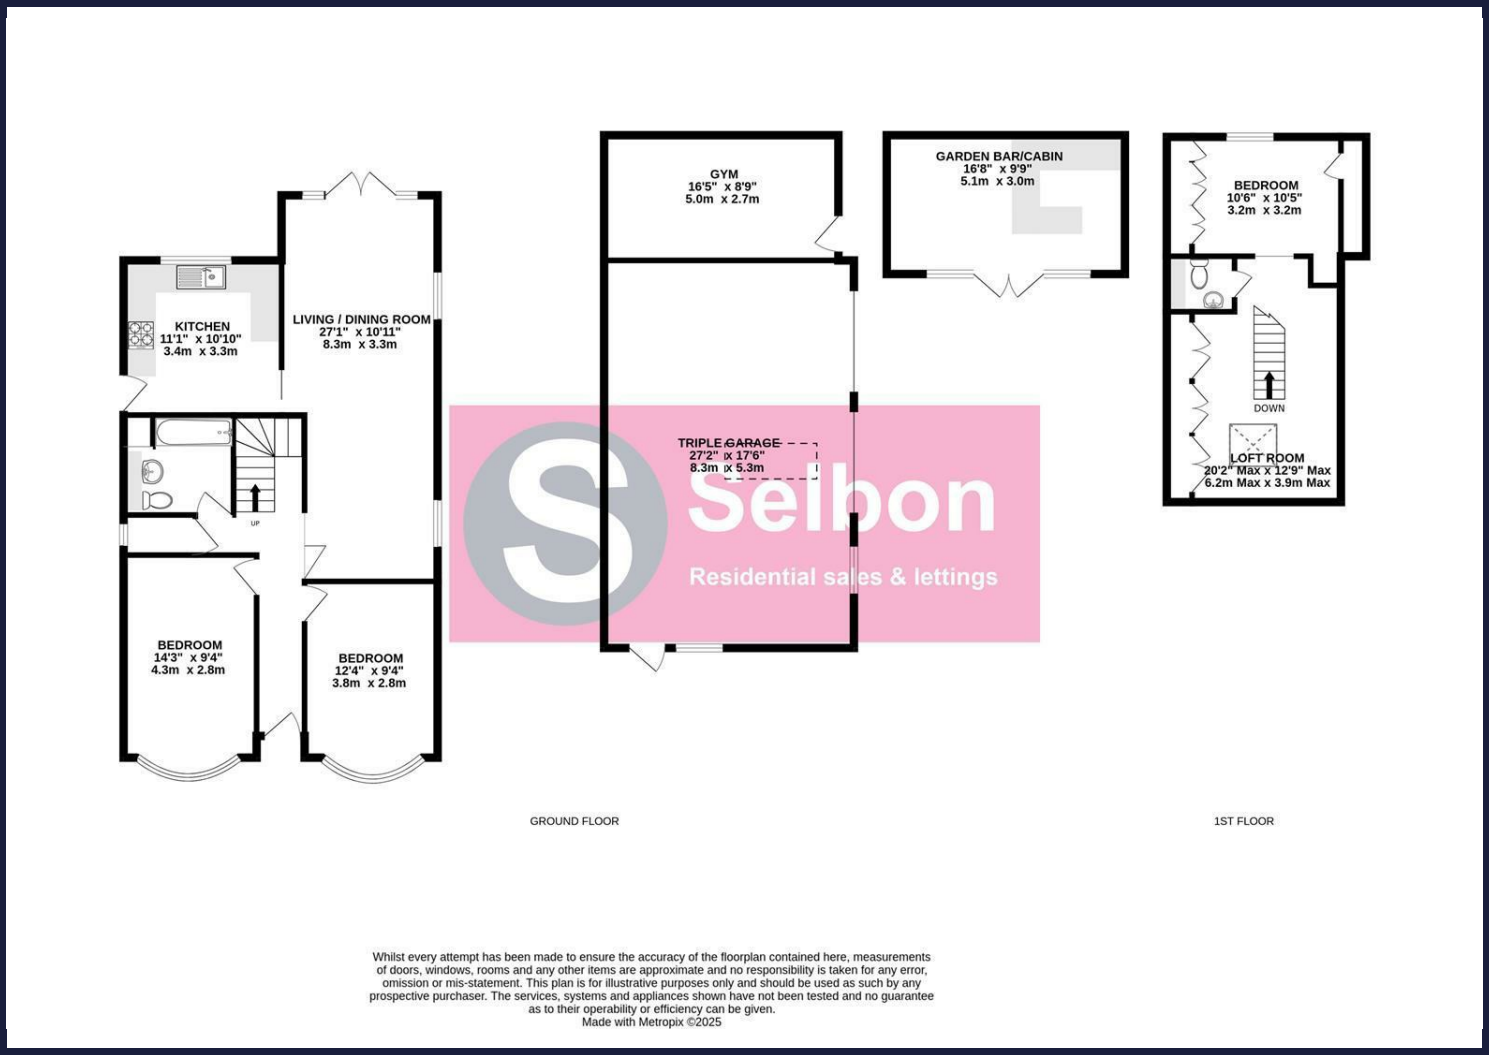 GYM
16'5" x 8'9"
5.0m x 2.7m
GARDEN BAR/CABIN
16'8" x 9'9"
5.1m x 3.0m
BEDROOM
10'6" x 10'5"
3.2m x 3.2m
KITCHEN
11'1" x 10'10"
3.4m x 3.3m
LIVING / DINING ROOM
27'1" x 10'11"
8.3m x 3.3m
DOWN
TRIPLE GARAGE
27'2" x 17'6"
8.3m x 5.3m
LOFT ROOM
20'2" Max x 12'9" Max
6.2m Max x 3.9m Max
S
Selbon
Residential sales & lettings
UP
BEDROOM
14'3" x 9'4"
4.3m x 2.8m
BEDROOM
12'4" x 9'4"
3.8m x 2.8m
GROUND FLOOR
1ST FLOOR
Whilst every attempt has been made to ensure the accuracy of the floorplan contained here, measurements
of doors, windows, rooms and any other items are approximate and no responsibility is taken for any error,
omission or mis-statement. This plan is for illustrative purposes only and should be used as such by any
prospective purchaser. The services, systems and appliances shown have not been tested and no guarantee
as to their operability or efficiency can be given.
Made with Metropix ©2025